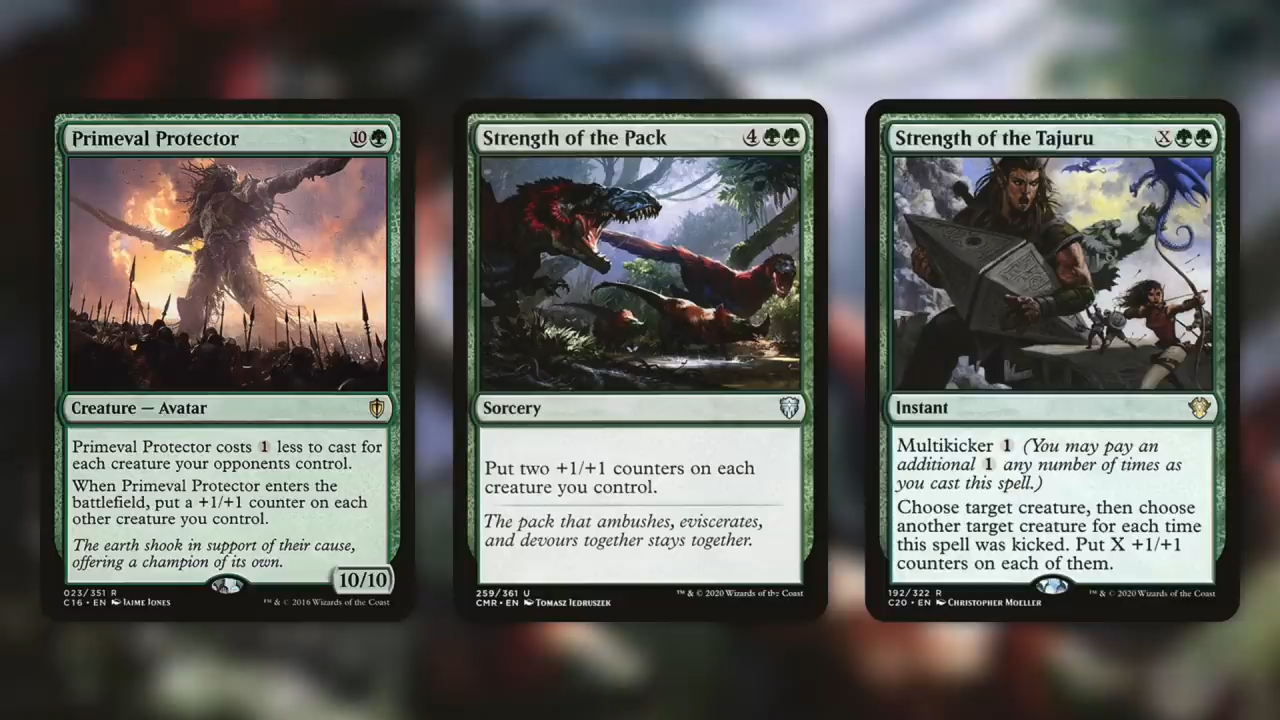 Primeval Protector 10
Creature — Avatar
Primeval Protector costs 1 less to cast for
each creature your opponents control.
When Primeval Protector enters the
battlefield, put a +1/+1 counter on each
other creature you control.
The earth shook in support of their cause,
offering a champion of its own.
10/10
023/351 R
C16 • EN Jaime Jones
™ & © 2016 Wizards of the Coast
Strength of the Pack 4
Sorcery
Put two +1/+1 counters on each
creature you control.
The pack that ambushes, eviscerates,
and devours together stays together.
259/361 U
CMR • EN Tomasz Jedruszek
™ & © 2020 Wizards of the Coast
Strength of the Tajuru X
Instant
Multikicker 1 (You may pay an
additional 1 any number of times as
you cast this spell.)
Choose target creature, then choose
another target creature for each time
this spell was kicked. Put X +1/+1
counters on each of them.
192/322 R
C20 • EN Christopher Moeller
™ & © 2020 Wizards of the Coast